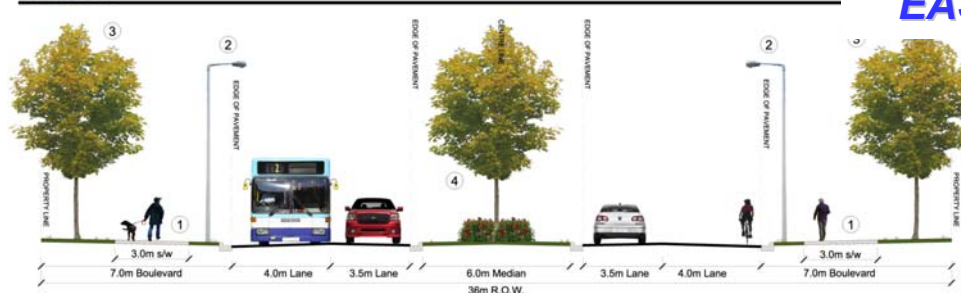 EAS
3
2
CENTRE LINE
EDGE OF PAVEMENT
EDGE OF PAVEMENT
2
3
EDGE OF PAVEMENT
EDGE OF PAVEMENT
2
4
PROPERTY LINE
PROPERTY LINE
1
1
3.0m s/w
3.0m s/w
7.0m Boulevard
4.0m Lane
3.5m Lane
6.0m Median
3.5m Lane
4.0m Lane
7.0m Boulevard
36m R.O.W.